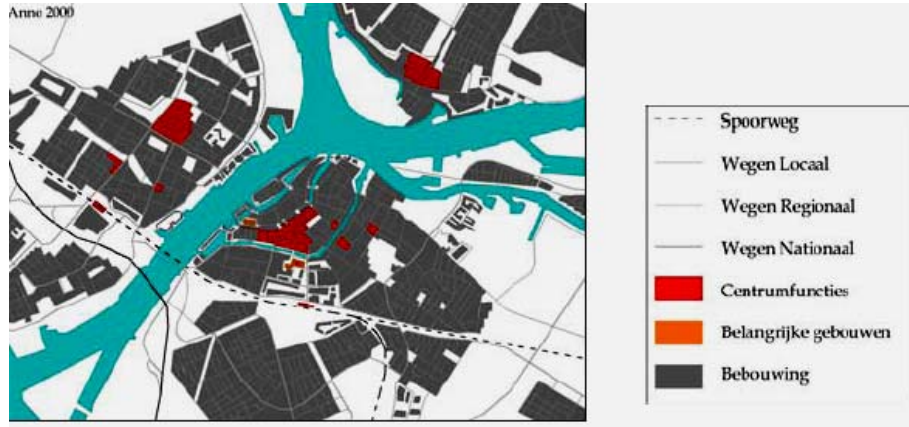 Anne 2000
Spoorweg
Wegen Locaal
Wegen Regionaal
Wegen Nationaal
Centrumfuncties
Belangrijke gebouwen
Bebouwing